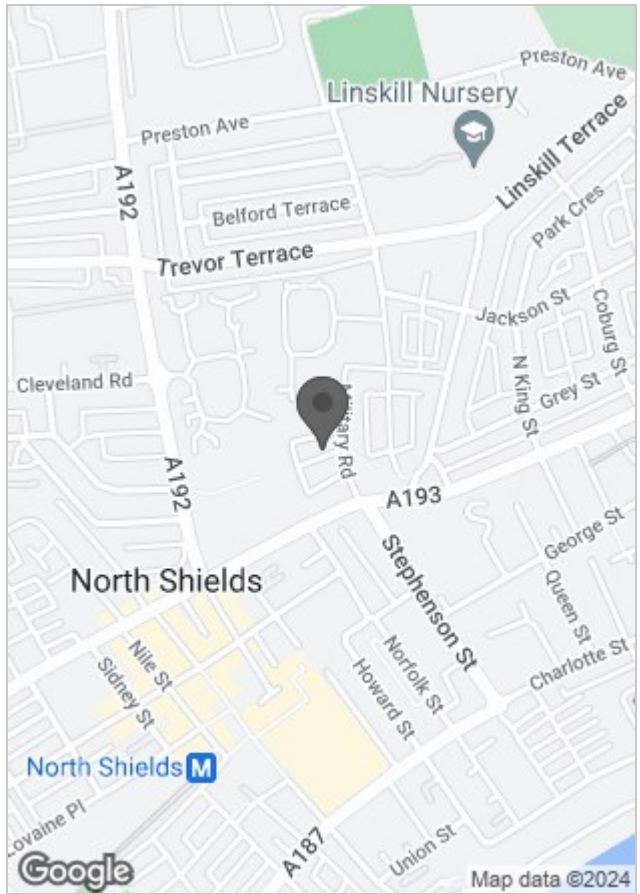 Preston Ave
Linskill Nursery
Preston Ave
Linskill Terrace
A192
Belford Terrace
Park Cres
Trevor Terrace
Jackson St
Coburg St
Cleveland Rd
N King St
Grey St
Military Rd
A192
A193
Stephenson St
George St
North Shields
Queen St
Nile St
Norfolk St
Charlotte St
Sidney St
Howard St
North Shields M
Lovaine Pl
A187
Union St
Google
Map data ©2024